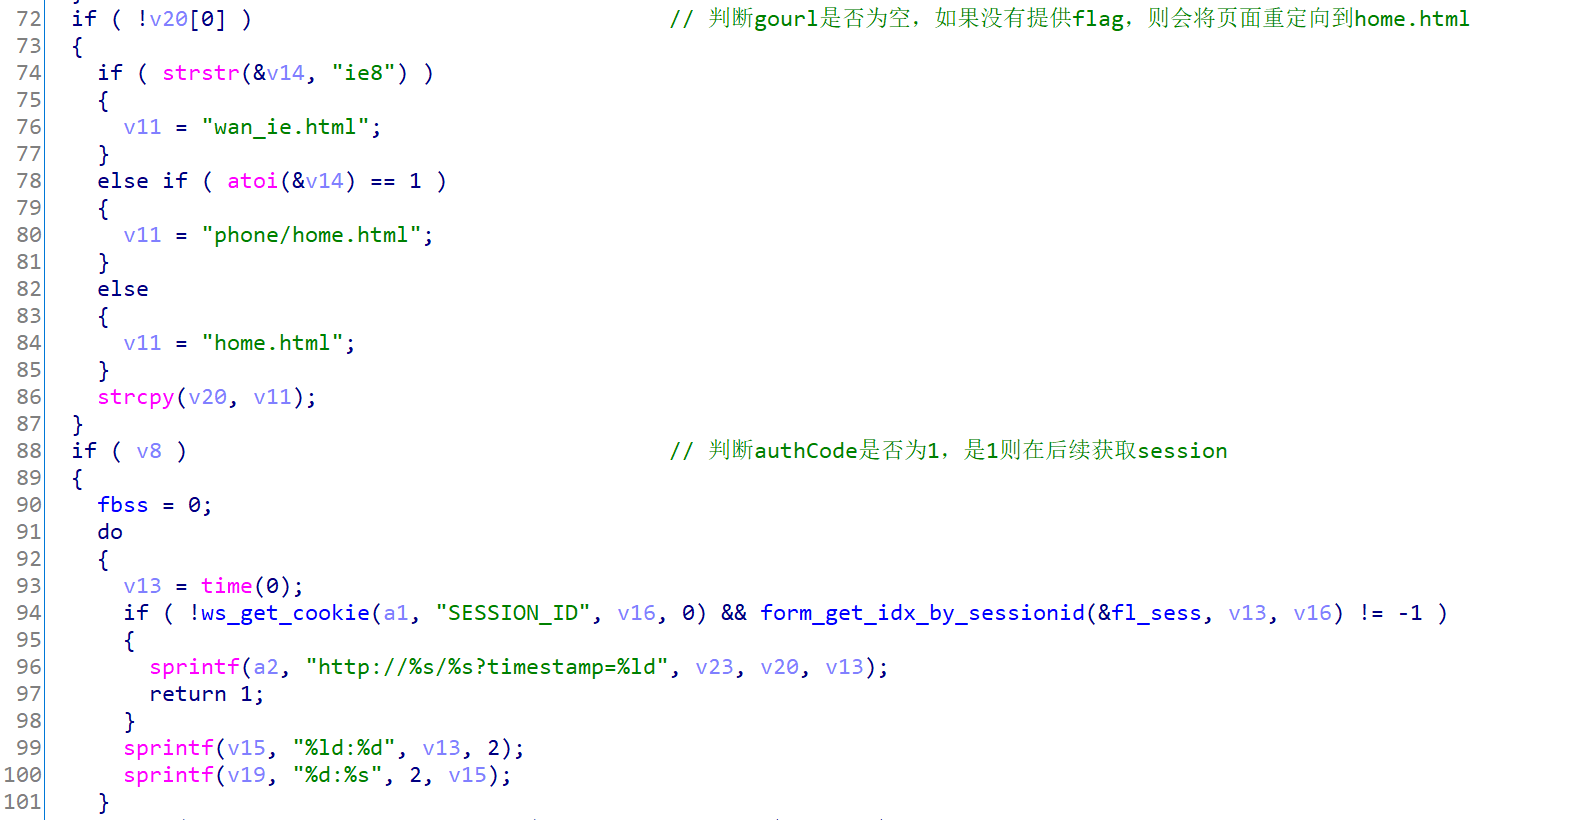 72 if ( !v20[0] ) // 判断gourl是否为空，如果没有提供flag，则会将页面重定向到home.html
73 {
74 if ( strstr(&v14, "ie8") )
75 {
76 v11 = "wan_ie.html";
77 }
78 else if ( atoi(&v14) == 1 )
79 {
80 v11 = "phone/home.html";
81 }
82 else
83 {
84 v11 = "home.html";
85 }
86 strcpy(v20, v11);
87 }
88 if ( v8 ) // 判断authCode是否为1，是1则在后续获取session
89 {
90 fbss = 0;
91 do
92 {
93 v13 = time(0);
94 if ( !ws_get_cookie(a1, "SESSION_ID", v16, 0) && form_get_idx_by_sessionid(&fl_sess, v13, v16) != -1 )
95 {
96 sprintf(a2, "http://%s/%s?timestamp=%ld", v23, v20, v13);
97 return 1;
98 }
99 sprintf(v15, "%ld:%d", v13, 2);
100 sprintf(v19, "%d:%s", 2, v15);
101 }